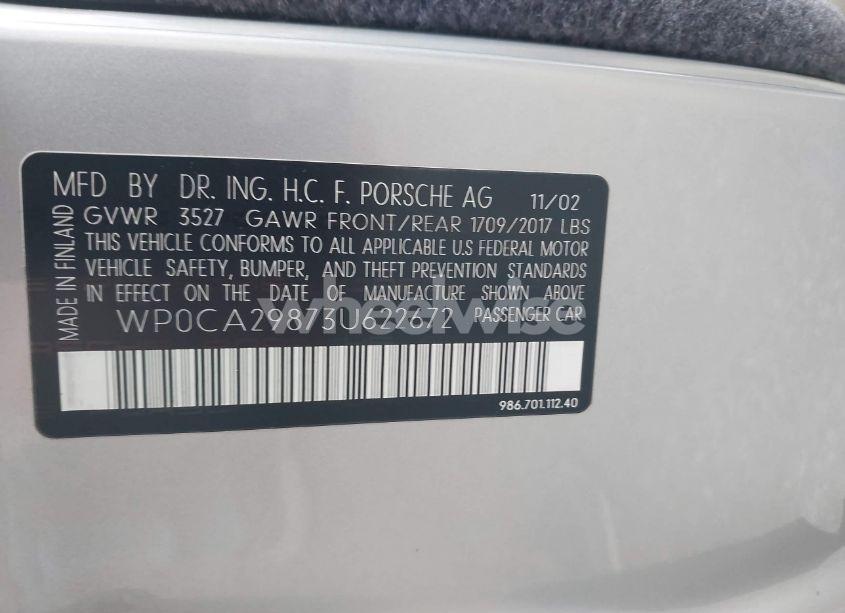 MFD BY DR. ING. H.C. F. PORSCHE AG 11/02
GVWR 3527 GAWR FRONT/REAR 1709/2017 LBS
THIS VEHICLE CONFORMS TO ALL APPLICABLE U.S FEDERAL MOTOR
VEHICLE SAFETY, BUMPER, AND THEFT PREVENTION STANDARDS
IN EFFECT ON THE DATE OF MANUFACTURE SHOWN ABOVE
WP0CA29873U622672 PASSENGER CAR
MADE IN FINLAND
986.701.112.40
wheelwise